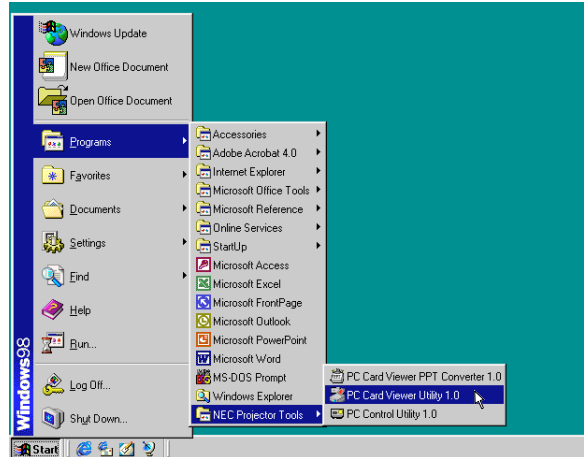 Windows Update
New Office Document
Open Office Document
Programs
Favorites
Documents
Settings
Find
Help
Run...
Log Off...
Shut Down...
Windows98
Accessories
Adobe Acrobat 4.0
Internet Explorer
Microsoft Office Tools
Microsoft Reference
Online Services
StartUp
Microsoft Access
Microsoft Excel
Microsoft FrontPage
Microsoft Outlook
Microsoft PowerPoint
Microsoft Word
MS-DOS Prompt
Windows Explorer
NEC Projector Tools
PC Card Viewer PPT Converter 1.0
PC Card Viewer Utility 1.0
PC Control Utility 1.0
Start